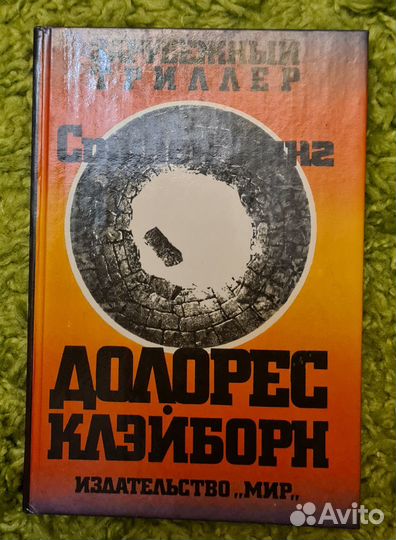 ЗАРУБЕЖНЫЙ
ТРИЛЛЕР
ДОЛОРЕС
КЛЭЙБОРН
ИЗДАТЕЛЬСТВО „МИР„
Avito